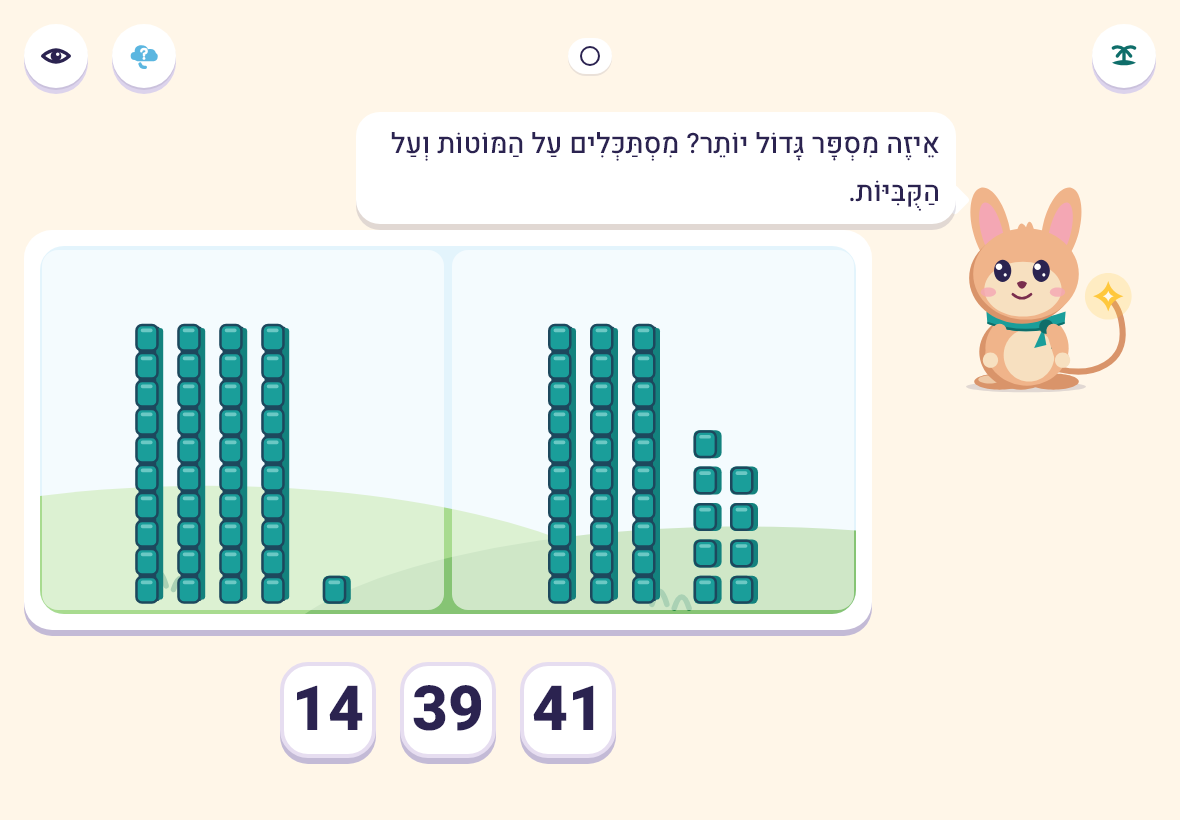 אֵיזֶה מִסְפָּר גָּדוֹל יוֹתֵר? מִסְתַּכְּלִים עַל הַמּוֹטוֹת וְעַל
הַקֻּבִּיּוֹת.
14 39 41